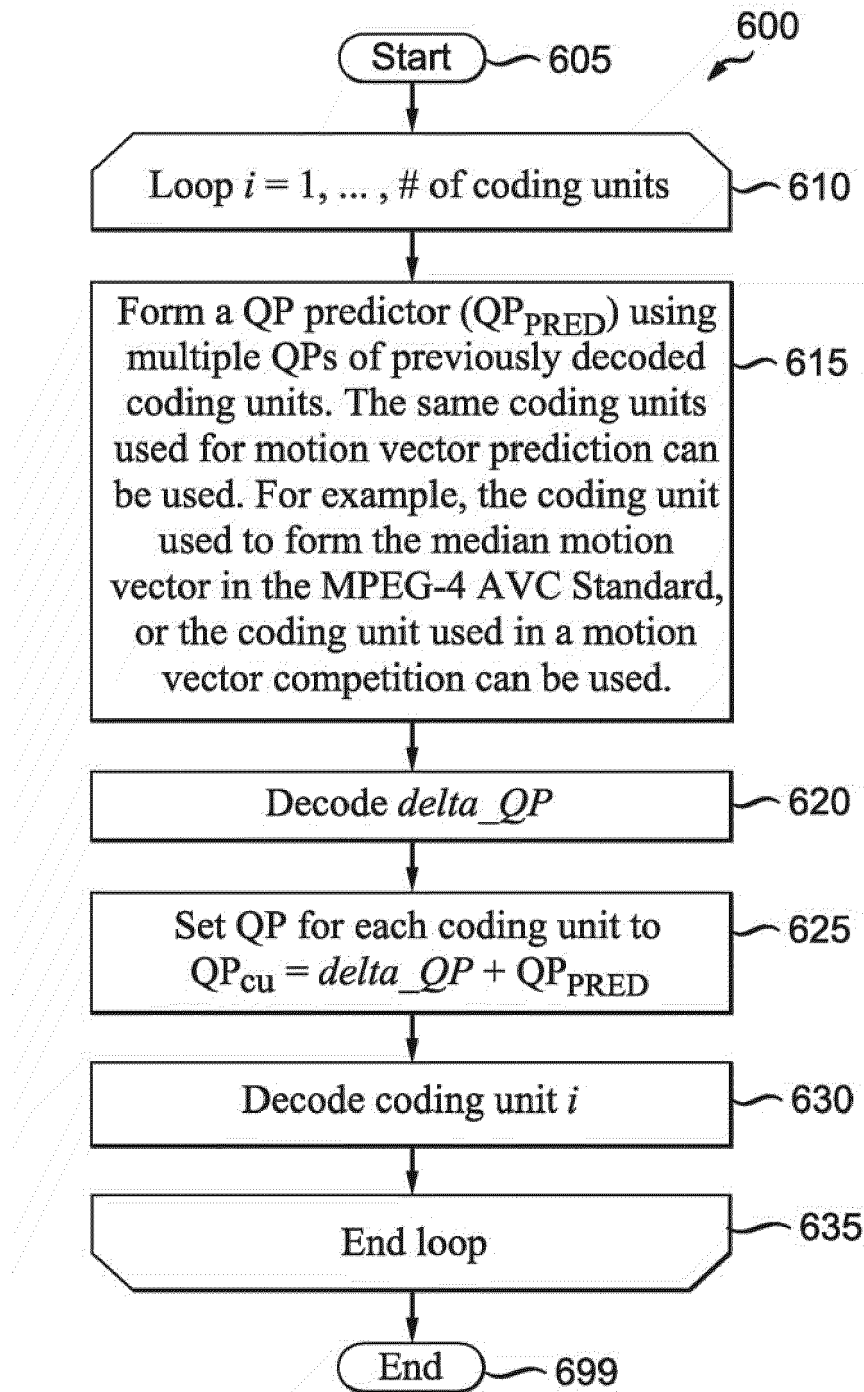 600
Start
605
Loop i = 1, ... , # of coding units
610
Form a QP predictor (QPPRED) using
multiple QPs of previously decoded
coding units. The same coding units
used for motion vector prediction can
be used. For example, the coding unit
used to form the median motion
vector in the MPEG-4 AVC Standard,
or the coding unit used in a motion
vector competition can be used.
615
Decode delta_QP
620
Set QP for each coding unit to
QPcu = delta_QP + QPPRED
625
Decode coding unit i
630
End loop
635
End
699